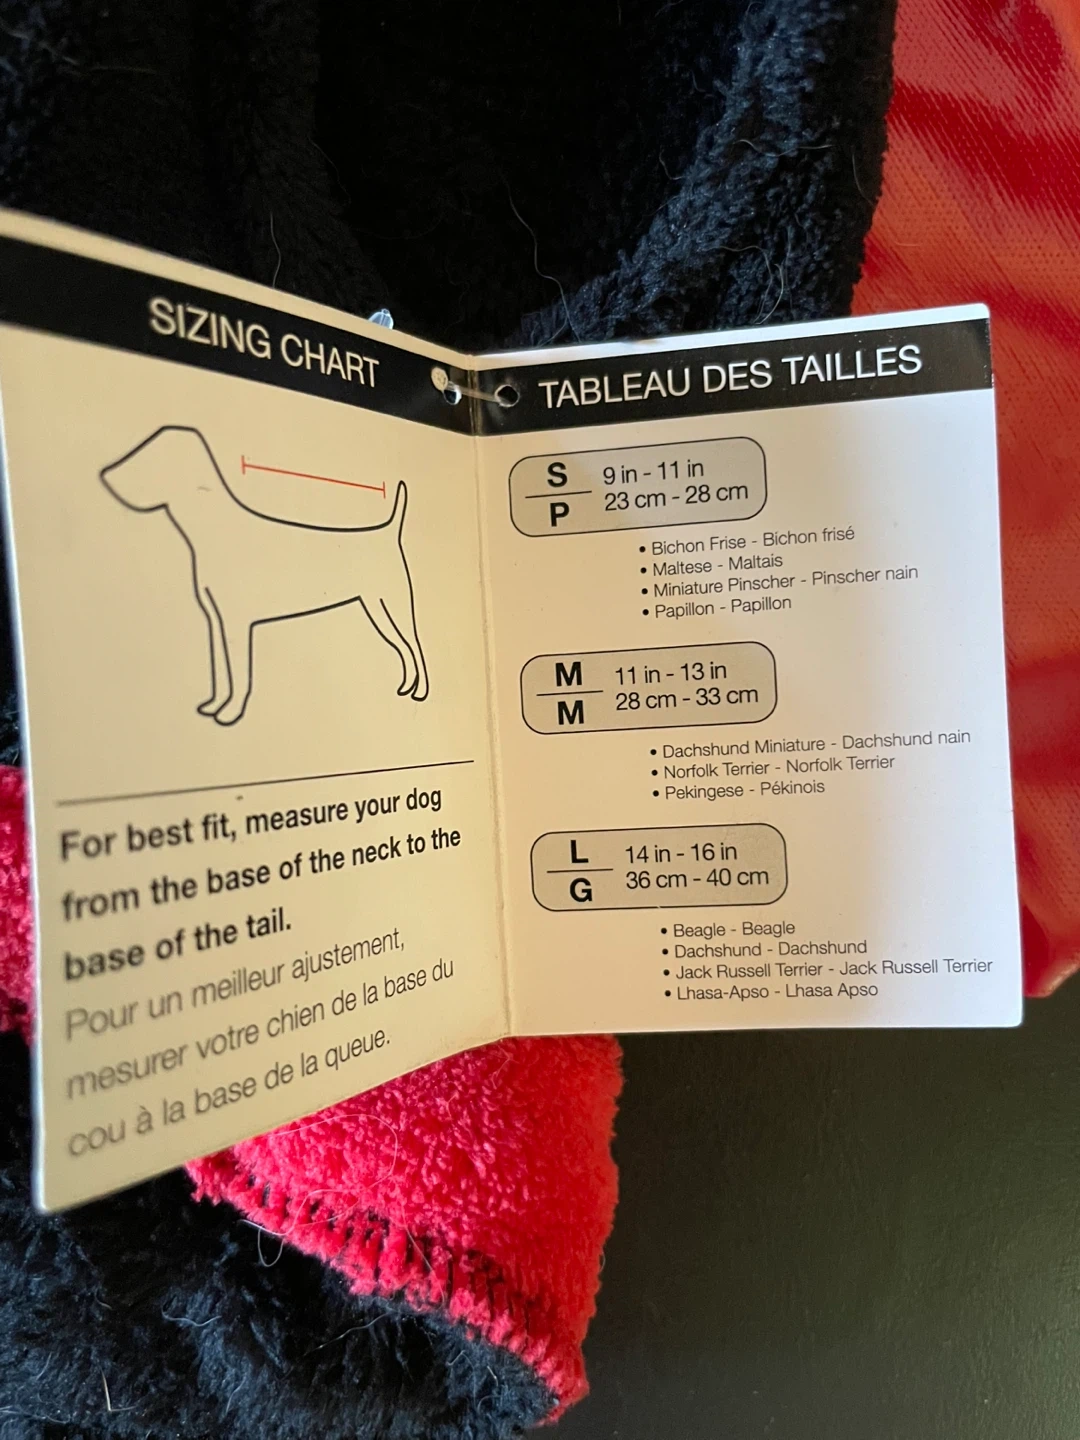 SIZING CHART
For best fit, measure your dog
from the base of the neck to the
base of the tail.
Pour un meilleur ajustement,
mesurer votre chien de la base du
cou à la base de la queue.
TABLEAU DES TAILLES
S
P
9 in - 11 in
23 cm - 28 cm
• Bichon Frise - Bichon frisé
• Maltese - Maltais
• Miniature Pinscher - Pinscher nain
• Papillon - Papillon
M
M
11 in - 13 in
28 cm - 33 cm
• Dachshund Miniature - Dachshund nain
• Norfolk Terrier - Norfolk Terrier
• Pekingese - Pékinois
L
G
14 in - 16 in
36 cm - 40 cm
• Beagle - Beagle
• Dachshund - Dachshund
• Jack Russell Terrier - Jack Russell Terrier
• Lhasa-Apso - Lhasa Apso